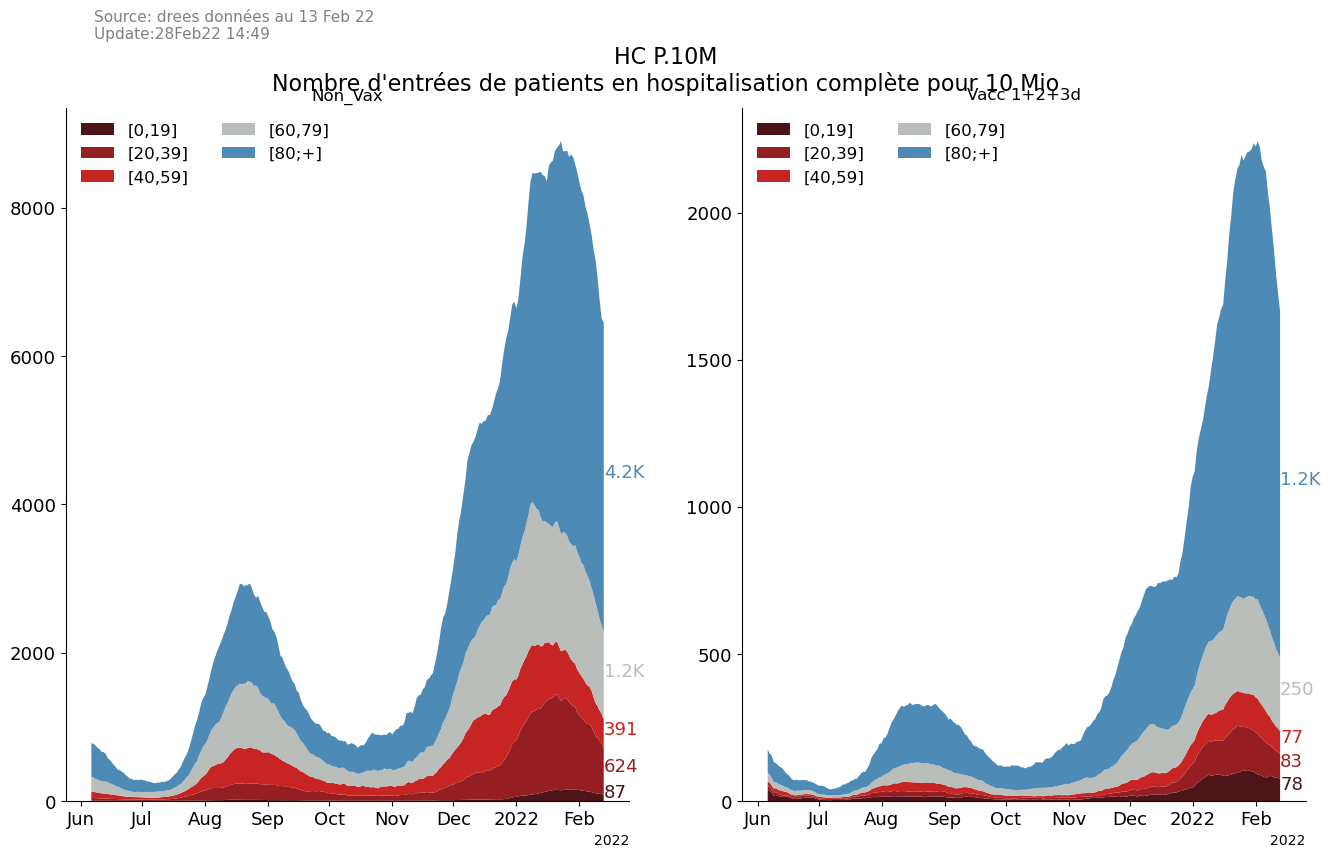 Source: drees données au 13 Feb 22
Update:28Feb22 14:49
HC P.10M
Nombre d'entrées de patients en hospitalisation complète pour 10 Mio
Non_Vax
[0,19]
[20,39]
[40,59]
[60,79]
[80;+]
8000
6000
4000
2000
0
4.2K
1.2K
391
624
87
Jun Jul Aug Sep Oct Nov Dec 2022 Feb
2022
Vacc 1+2+3d
[0,19]
[20,39]
[40,59]
[60,79]
[80;+]
2000
1500
1000
500
0
1.2K
250
77
83
78
Jun Jul Aug Sep Oct Nov Dec 2022 Feb
2022